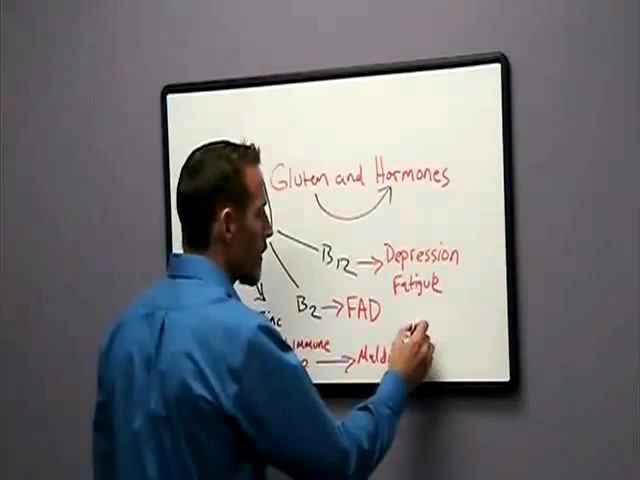 Gluten and Hormones
B12 → Depression
Fatigue
B2 → FAD
Immune